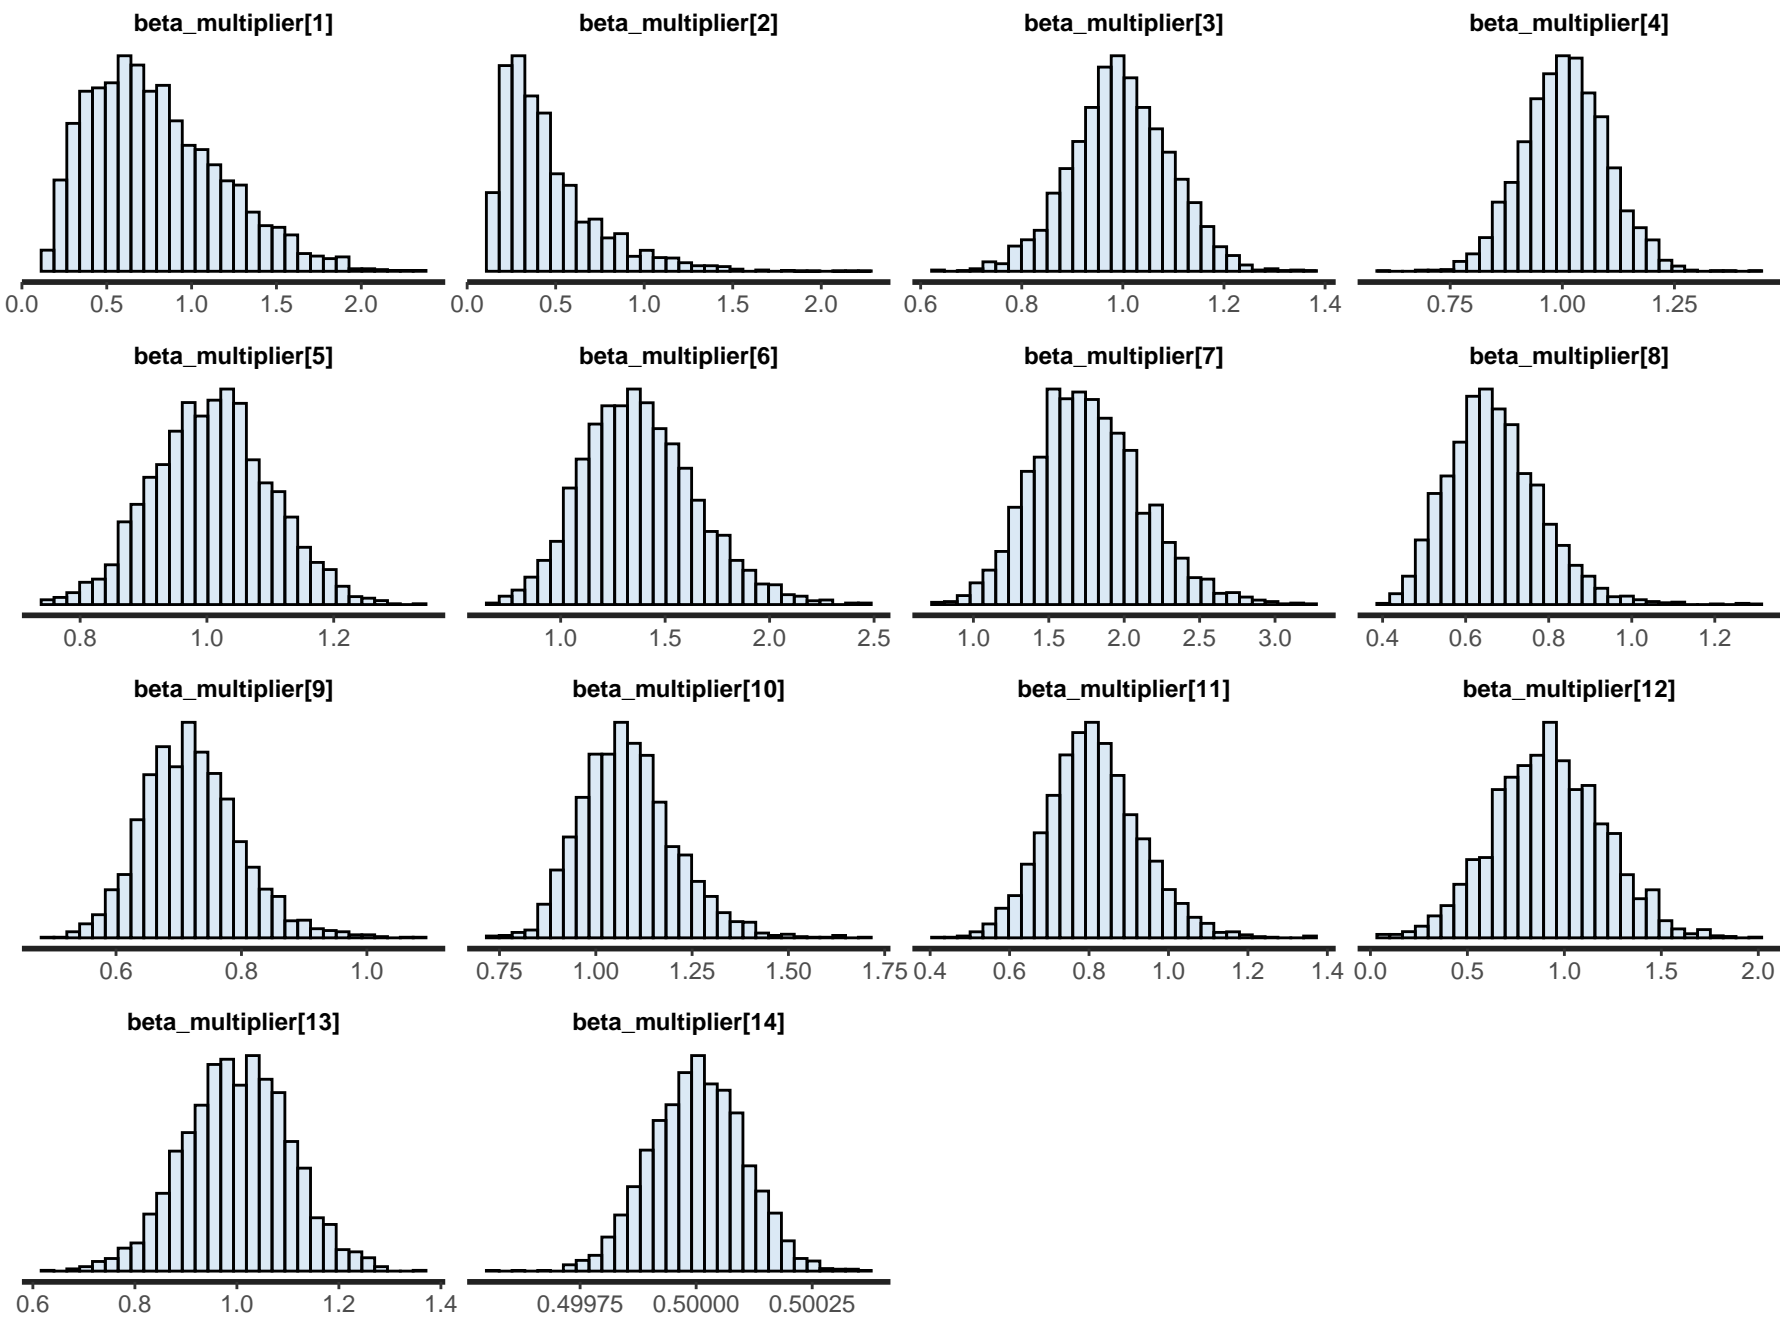 beta_multiplier[1] beta_multiplier[2] beta_multiplier[3] beta_multiplier[4]
0.0 0.5 1.0 1.5 2.0 0.0 0.5 1.0 1.5 2.0 0.6 0.8 1.0 1.2 1.4 0.75 1.00 1.25
beta_multiplier[5] beta_multiplier[6] beta_multiplier[7] beta_multiplier[8]
0.8 1.0 1.2 1.0 1.5 2.0 2.5 1.0 1.5 2.0 2.5 3.0 0.4 0.6 0.8 1.0 1.2
beta_multiplier[9] beta_multiplier[10] beta_multiplier[11] beta_multiplier[12]
0.6 0.8 1.0 0.75 1.00 1.25 1.50 1.75 0.4 0.6 0.8 1.0 1.2 1.4 0.0 0.5 1.0 1.5 2.0
beta_multiplier[13] beta_multiplier[14]
0.6 0.8 1.0 1.2 1.4 0.49975 0.50000 0.50025